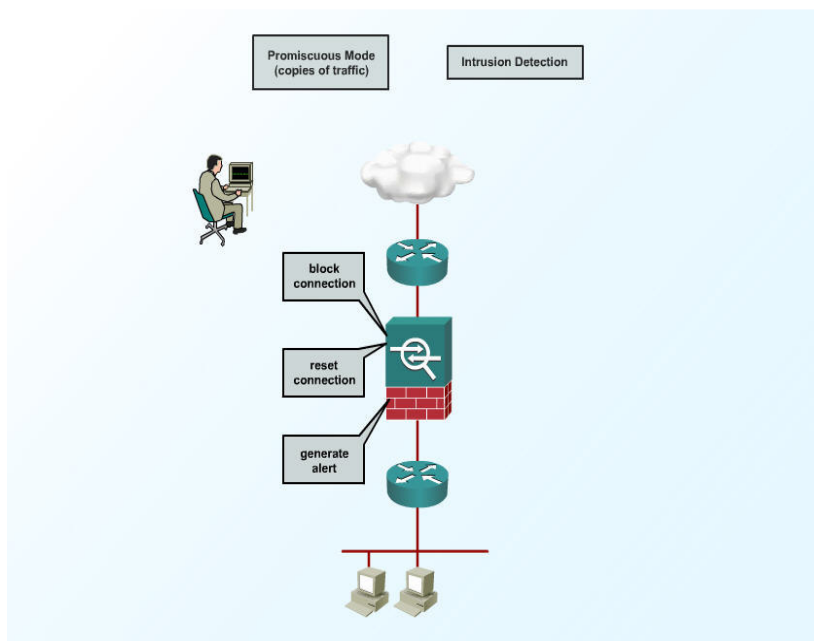 Promiscuous Mode
(copies of traffic)
Intrusion Detection
block
connection
reset
connection
generate
alert